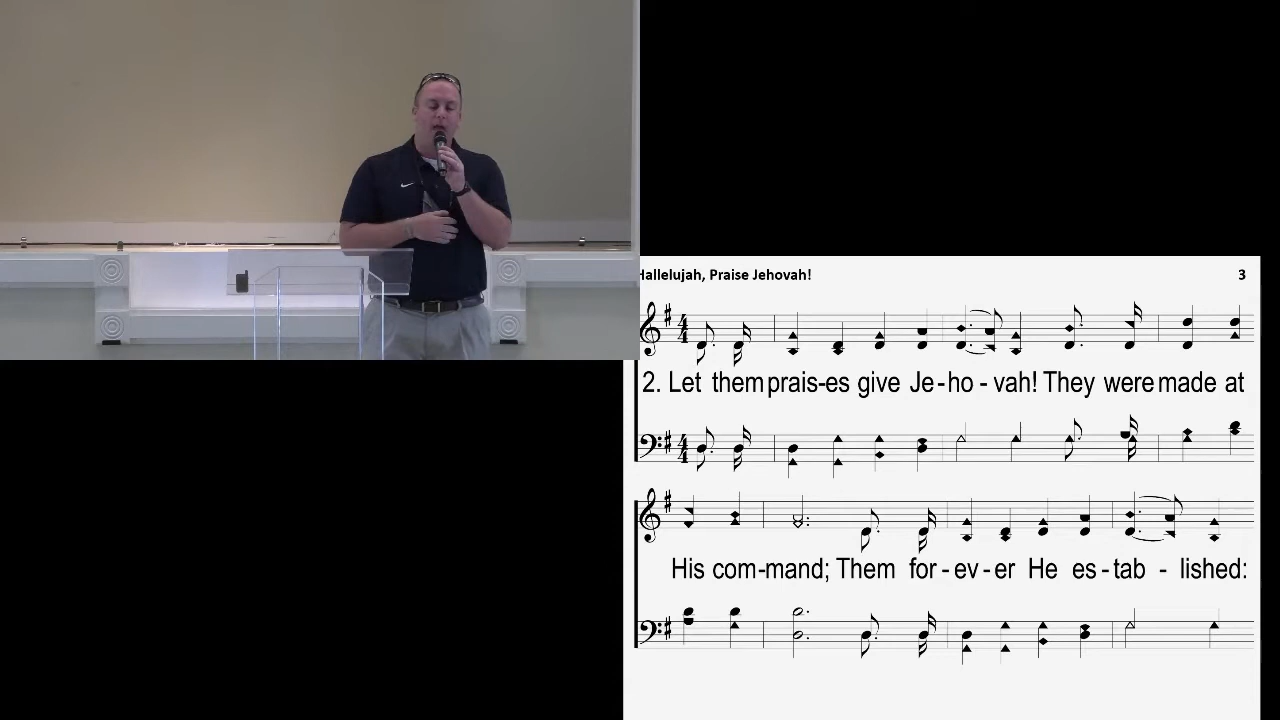 Hallelujah, Praise Jehovah! 3
2. Let them prais-es give Je-ho-vah! They were made at
His com-mand; Them for-ev-er He es-tab-lished: